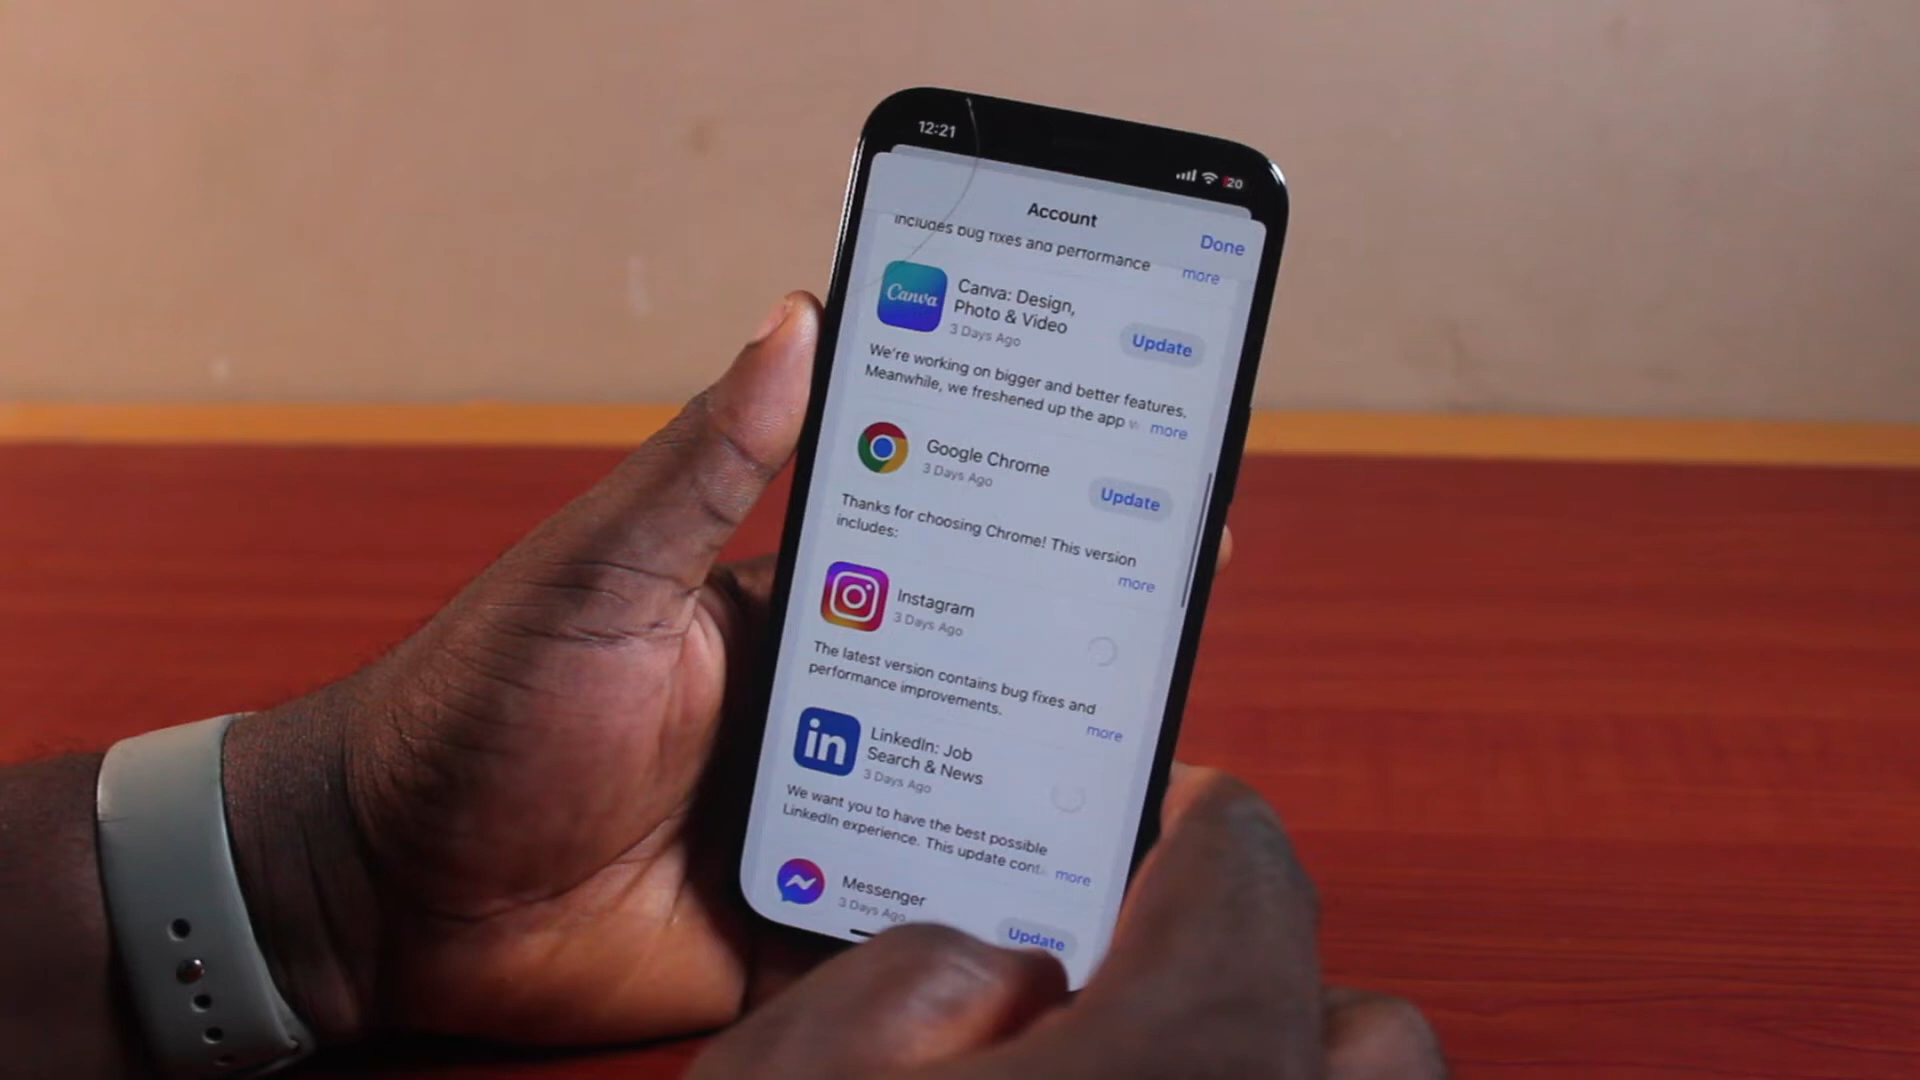 12:21
20
Account
Done
includes bug fixes and performance
more
Canva
Canva: Design,
Photo & Video
3 Days Ago
Update
We're working on bigger and better features.
Meanwhile, we freshened up the app w
more
Google Chrome
3 Days Ago
Update
Thanks for choosing Chrome! This version
includes:
more
Instagram
3 Days Ago
The latest version contains bug fixes and
performance improvements.
more
in
LinkedIn: Job
Search & News
3 Days Ago
We want you to have the best possible
LinkedIn experience. This update cont
more
Messenger
3 Days Ago
Update